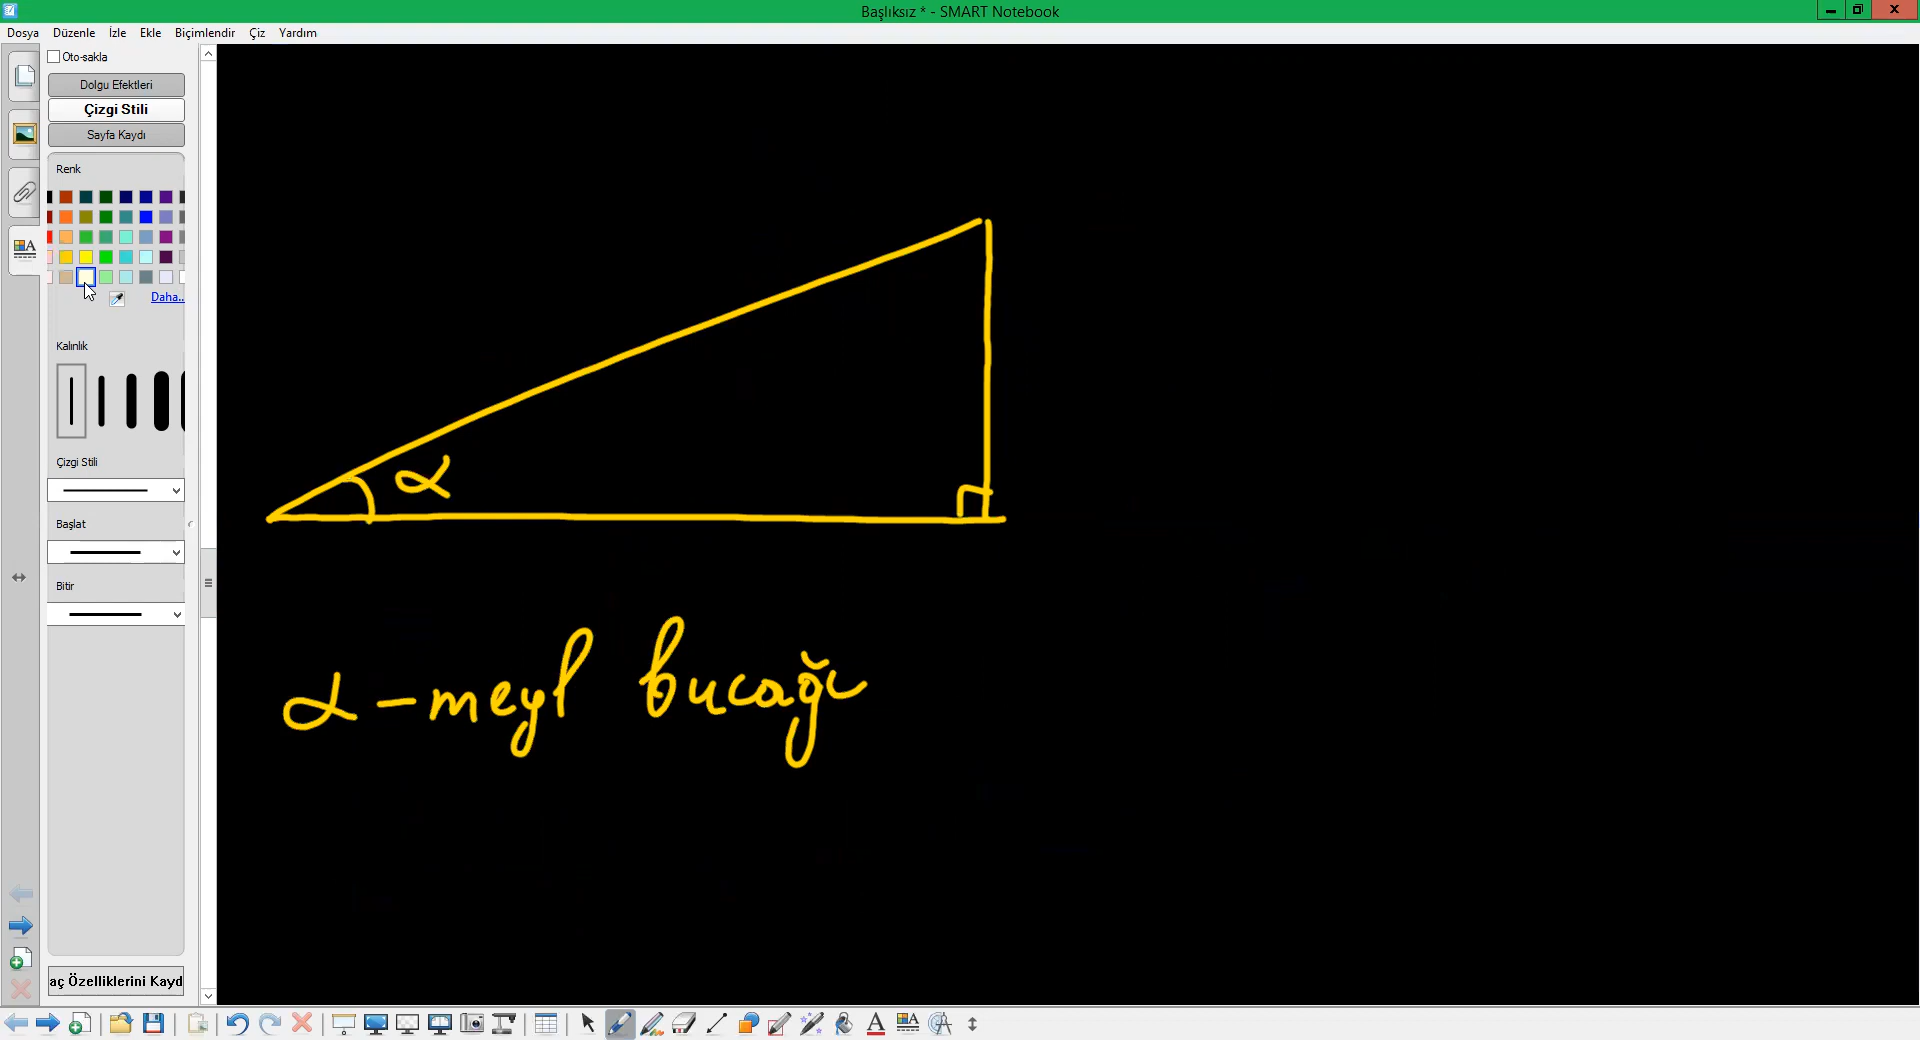 Başlıksız * - SMART Notebook
Dosya Düzenle İzle Ekle Biçimlendir Çiz Yardım
Oto-sakla
Dolgu Efektleri
Çizgi Stili
Sayfa Kaydı
Renk
Daha..
Kalınlık
Çizgi Stili
Başlat
Bitir
aç Özelliklerini Kayd
α
α - meyl bucağı